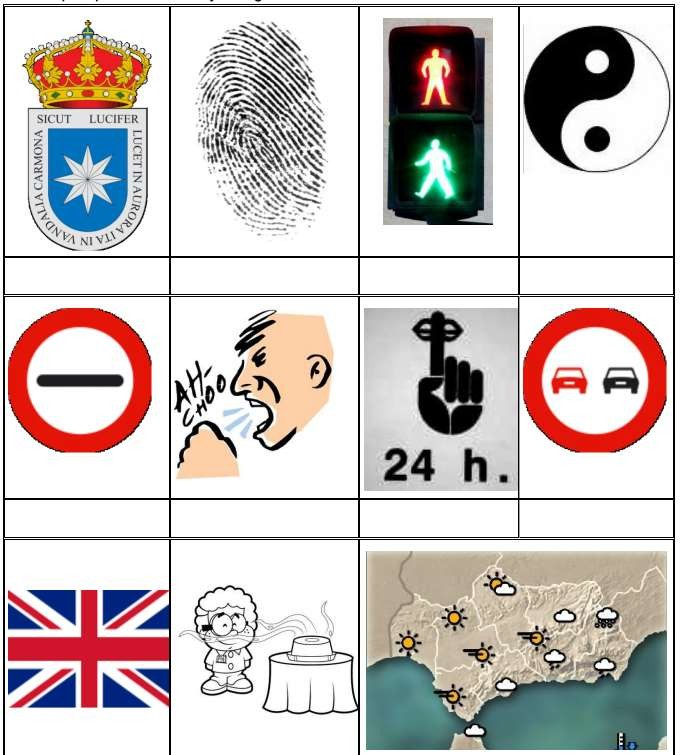 SICUT LUCIFER
LUCET IN AURORA ITA IN VANDALIA CARMONA
AH-
CHOO
24 h.